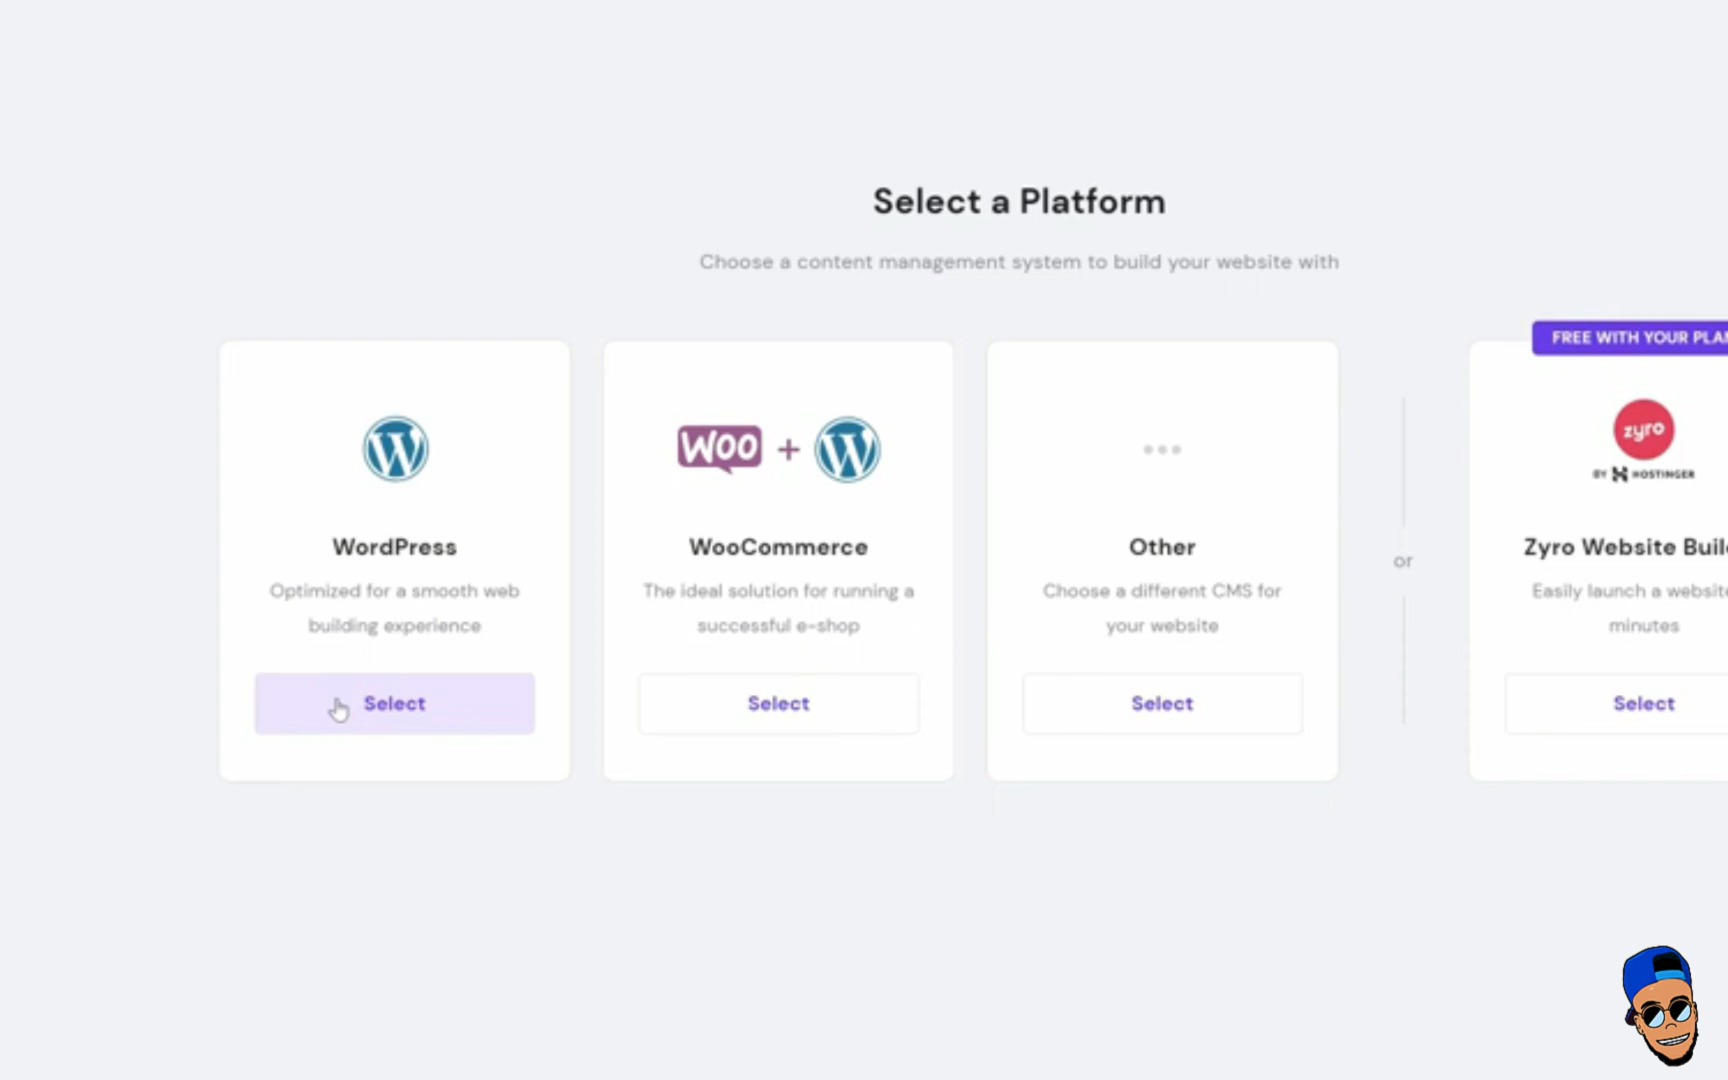 Select a Platform
Choose a content management system to build your website with
FREE WITH YOUR PLAN
WOO + W
W
zyro
BY HOSTINGER
WordPress
Optimized for a smooth web
building experience
Select
WooCommerce
The ideal solution for running a
successful e-shop
Select
Other
Choose a different CMS for
your website
Select
or
Zyro Website Buil
Easily launch a website
minutes
Select